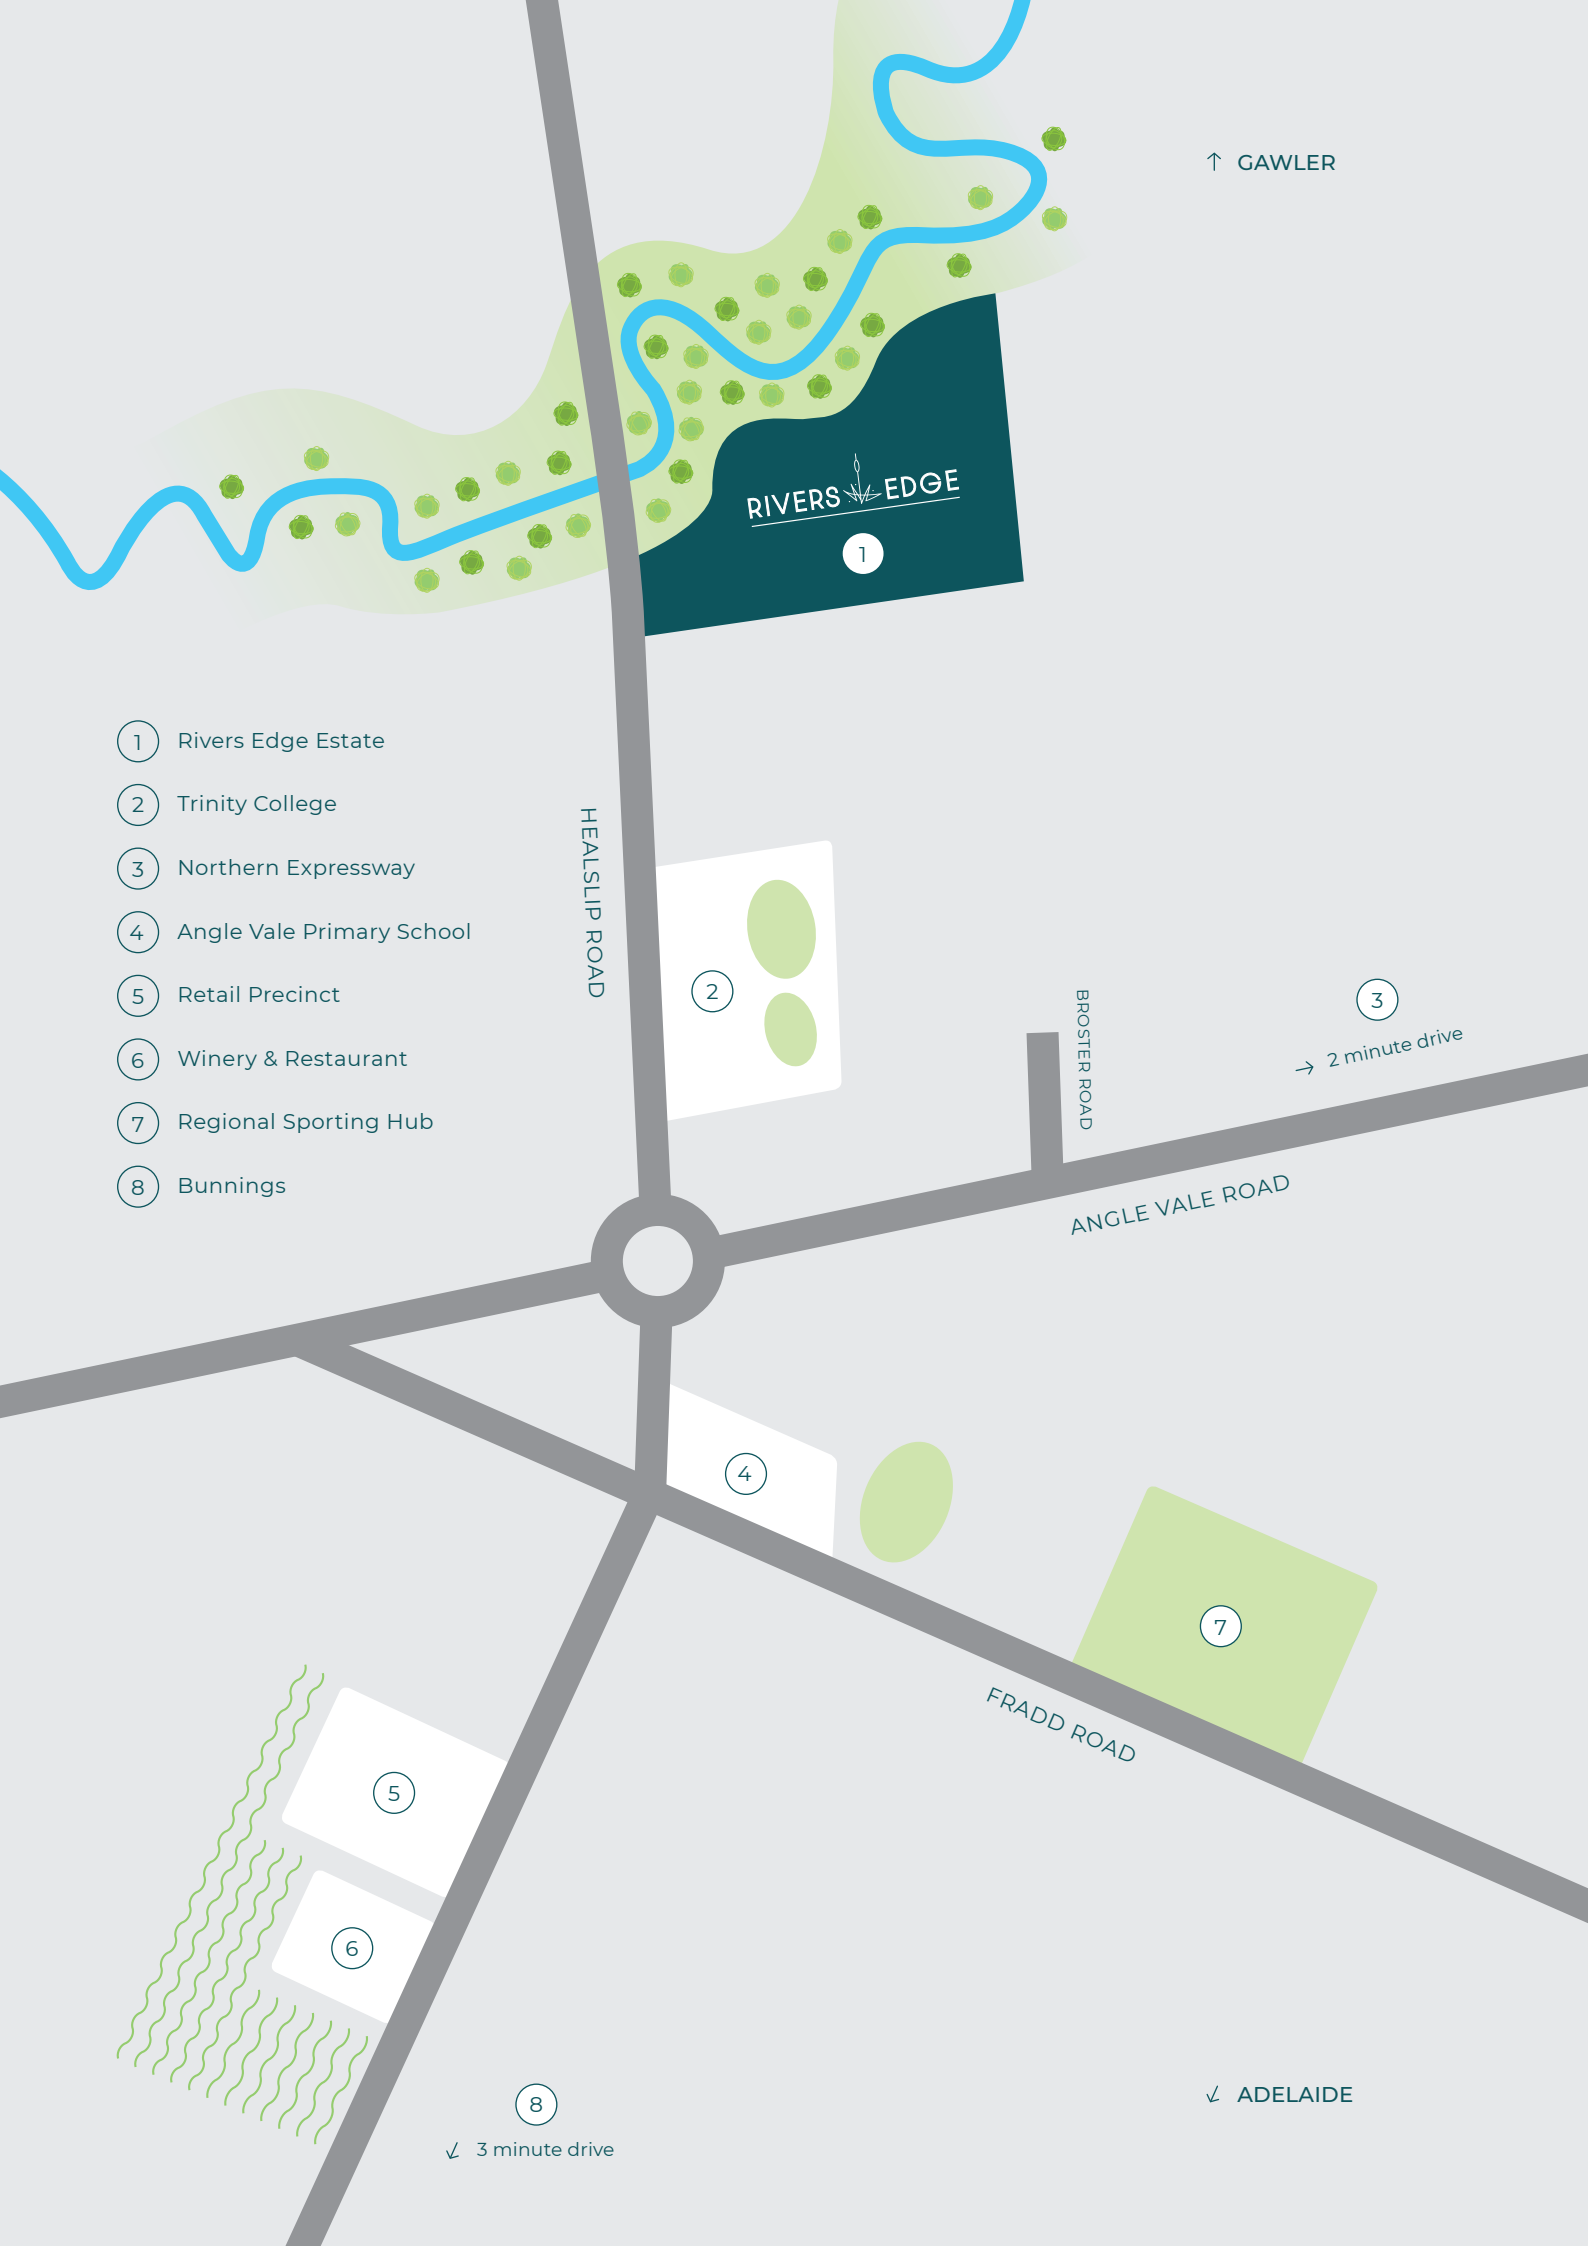 ↑ GAWLER
RIVERS EDGE
1
1 Rivers Edge Estate
2 Trinity College
3 Northern Expressway
4 Angle Vale Primary School
5 Retail Precinct
6 Winery & Restaurant
7 Regional Sporting Hub
8 Bunnings
HEALSLIP ROAD
2
BROSTER ROAD
3
→ 2 minute drive
ANGLE VALE ROAD
4
7
FRADD ROAD
5
6
8
↙ 3 minute drive
↙ ADELAIDE